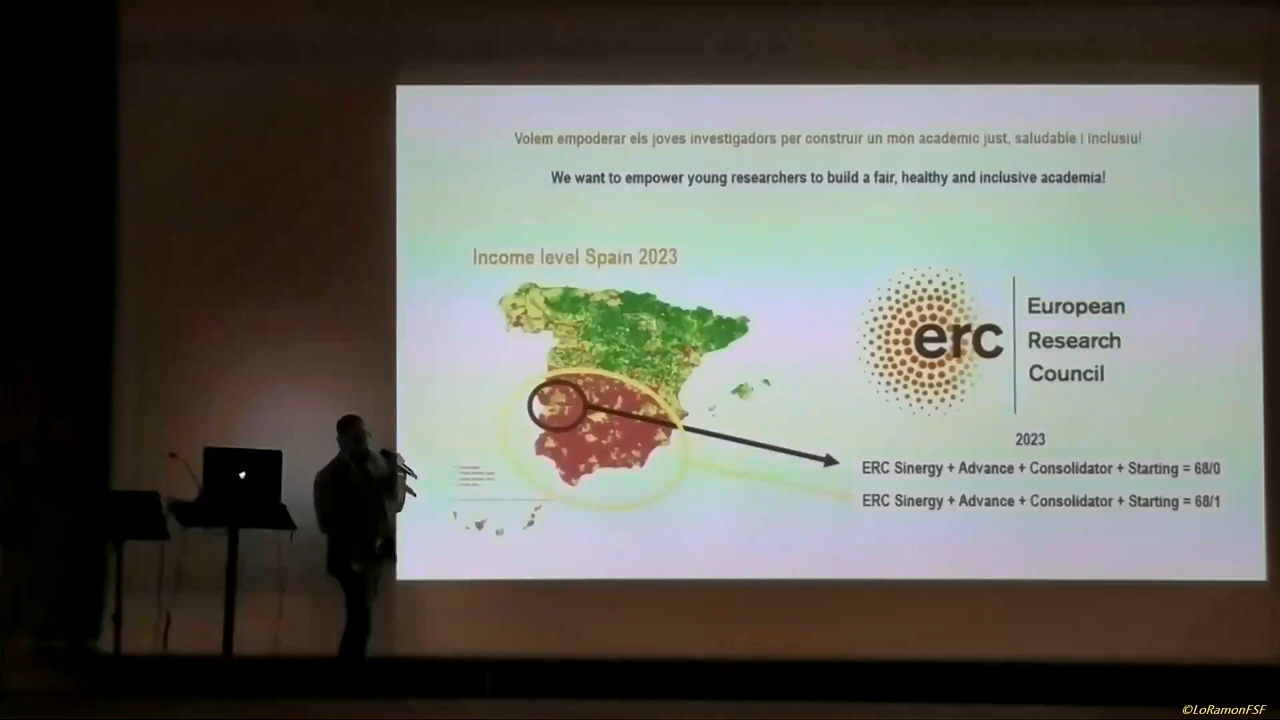 Volem empoderar els joves investigadors per construir un mon acadèmic just, saludable i inclusiu!
We want to empower young researchers to build a fair, healthy and inclusive academia!
Income level Spain 2023
erc
European
Research
Council
2023
ERC Sinergy + Advance + Consolidator + Starting = 68/0
ERC Sinergy + Advance + Consolidator + Starting = 68/1
©LoRamonFSF